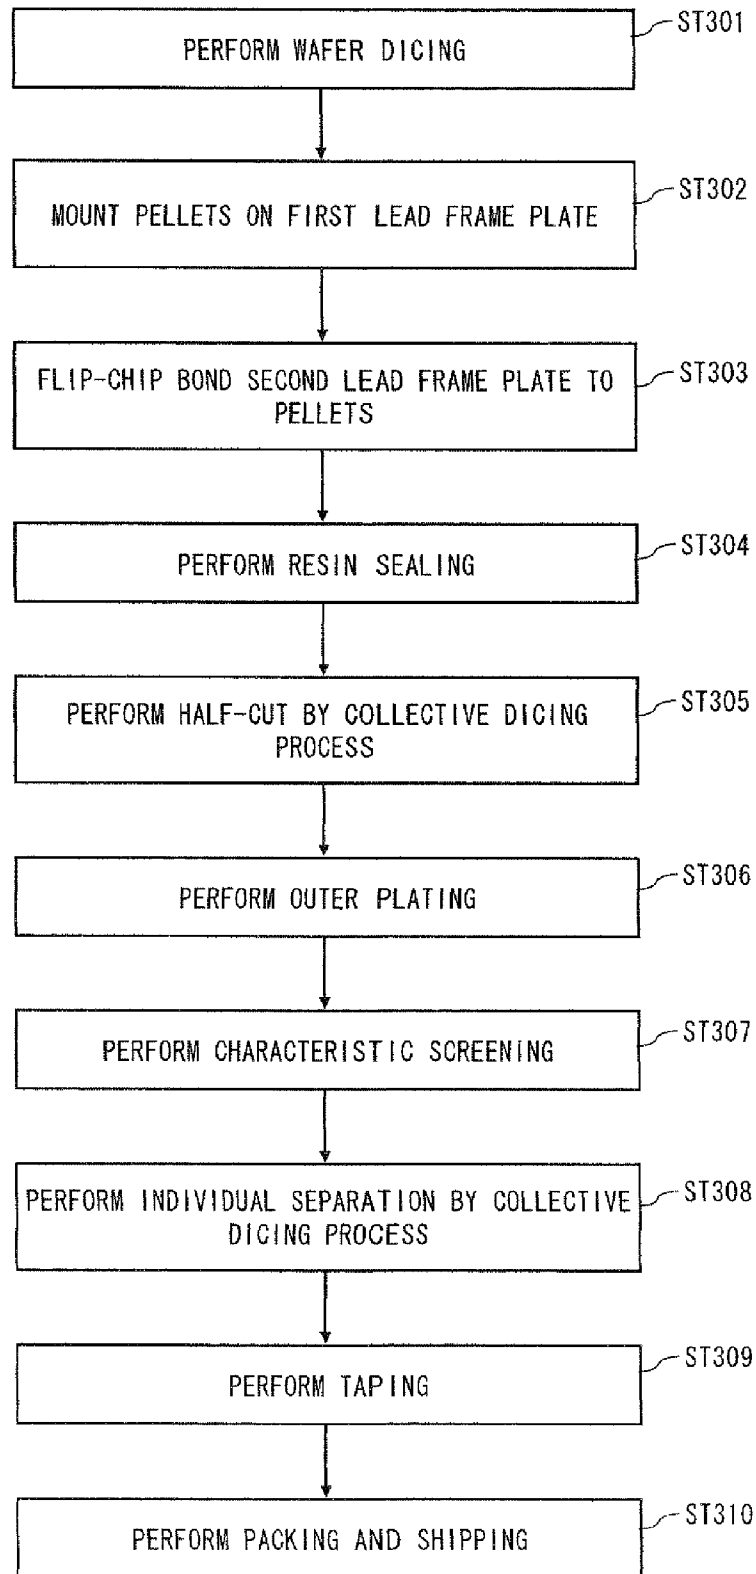 ST301
PERFORM WAFER DICING
ST302
MOUNT PELLETS ON FIRST LEAD FRAME PLATE
ST303
FLIP-CHIP BOND SECOND LEAD FRAME PLATE TO
PELLETS
ST304
PERFORM RESIN SEALING
ST305
PERFORM HALF-CUT BY COLLECTIVE DICING
PROCESS
ST306
PERFORM OUTER PLATING
ST307
PERFORM CHARACTERISTIC SCREENING
ST308
PERFORM INDIVIDUAL SEPARATION BY COLLECTIVE
DICING PROCESS
ST309
PERFORM TAPING
ST310
PERFORM PACKING AND SHIPPING